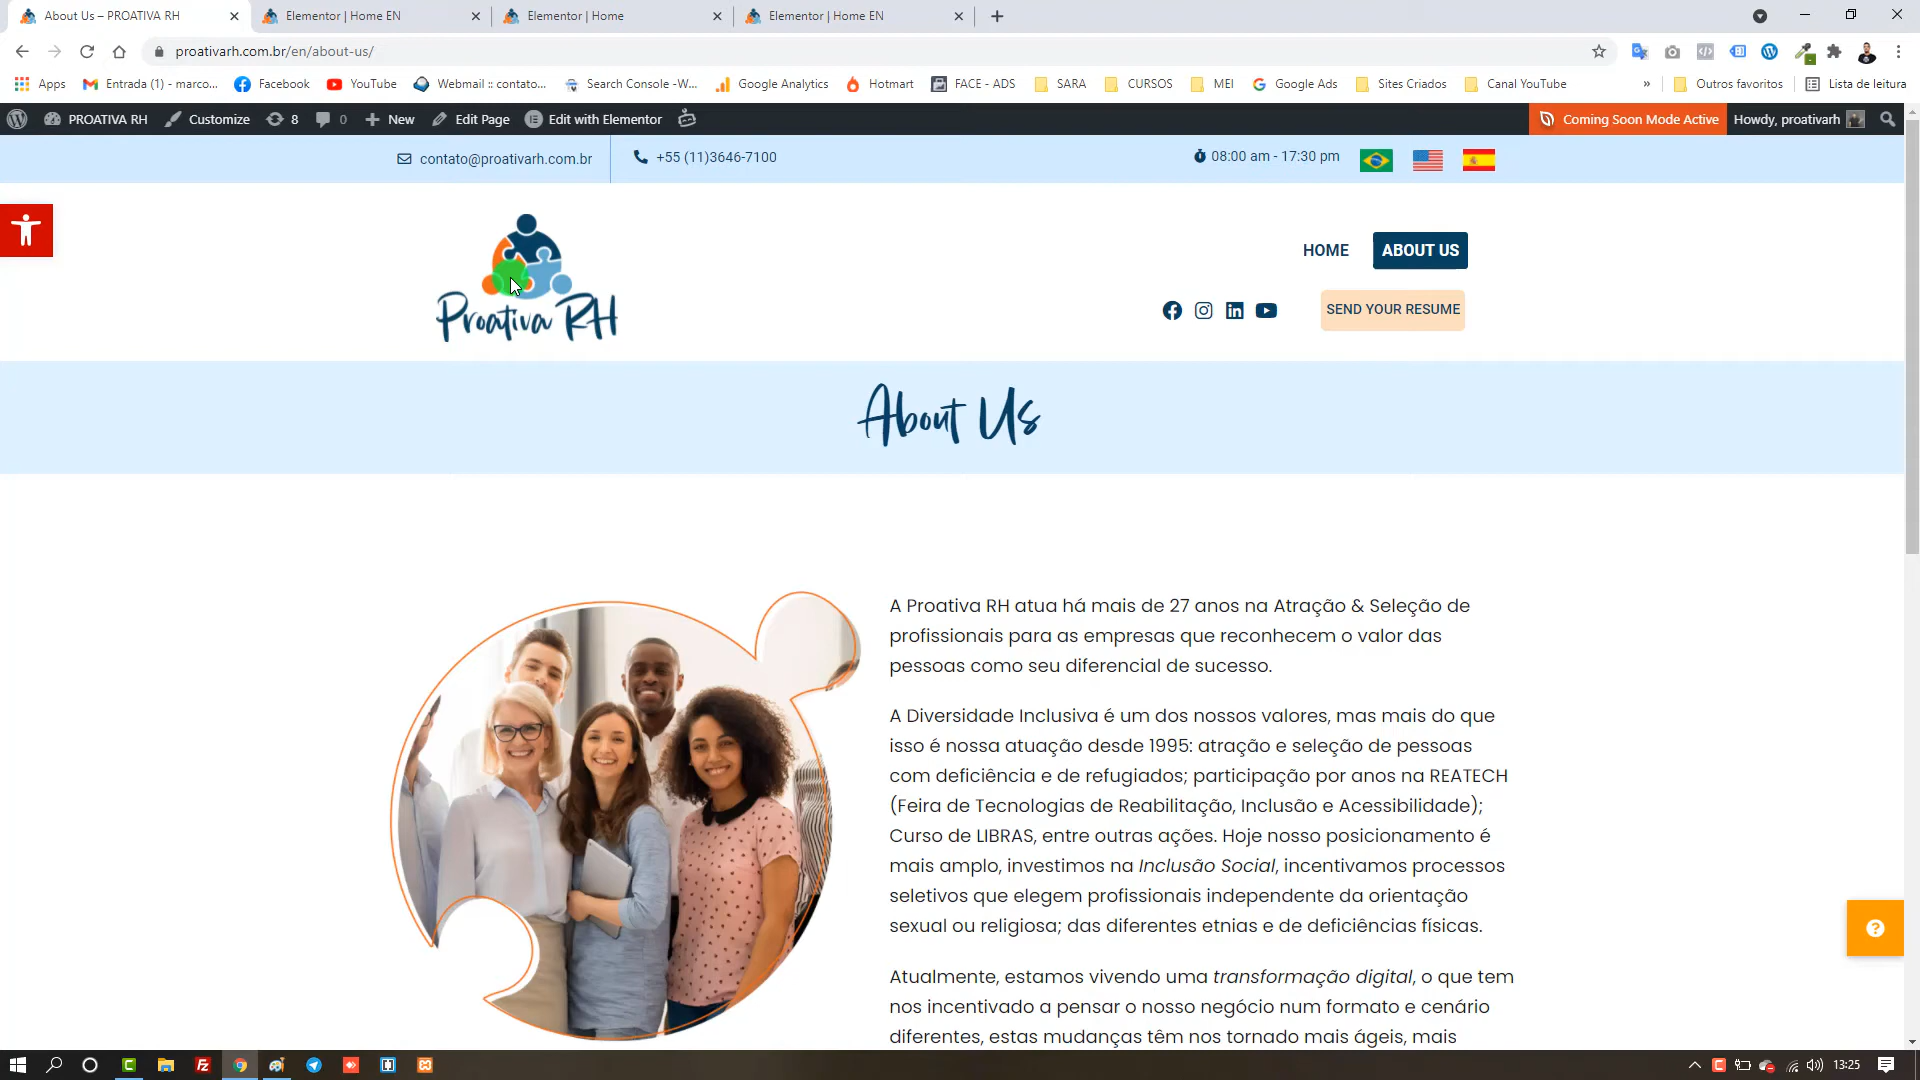 About Us – PROATIVA RH
Elementor | Home EN
Elementor | Home
Elementor | Home EN
proativarh.com.br/en/about-us/
Apps
Entrada (1) - marco...
Facebook
YouTube
Webmail :: contato...
Search Console -W...
Google Analytics
Hotmart
FACE - ADS
SARA
CURSOS
MEI
Google Ads
Sites Criados
Canal YouTube
»
Outros favoritos
Lista de leitura
PROATIVA RH
Customize
8
0
New
Edit Page
Edit with Elementor
Coming Soon Mode Active
Howdy, proativarh
contato@proativarh.com.br
+55 (11)3646-7100
08:00 am - 17:30 pm
Proativa RH
HOME
ABOUT US
SEND YOUR RESUME
About Us
A Proativa RH atua há mais de 27 anos na Atração & Seleção de
profissionais para as empresas que reconhecem o valor das
pessoas como seu diferencial de sucesso.
A Diversidade Inclusiva é um dos nossos valores, mas mais do que
isso é nossa atuação desde 1995: atração e seleção de pessoas
com deficiência e de refugiados; participação por anos na REATECH
(Feira de Tecnologias de Reabilitação, Inclusão e Acessibilidade);
Curso de LIBRAS, entre outras ações. Hoje nosso posicionamento é
mais amplo, investimos na Inclusão Social, incentivamos processos
seletivos que elegem profissionais independente da orientação
sexual ou religiosa; das diferentes etnias e de deficiências físicas.
Atualmente, estamos vivendo uma transformação digital, o que tem
nos incentivado a pensar o nosso negócio num formato e cenário
diferentes, estas mudanças têm nos tornado mais ágeis, mais
13:25